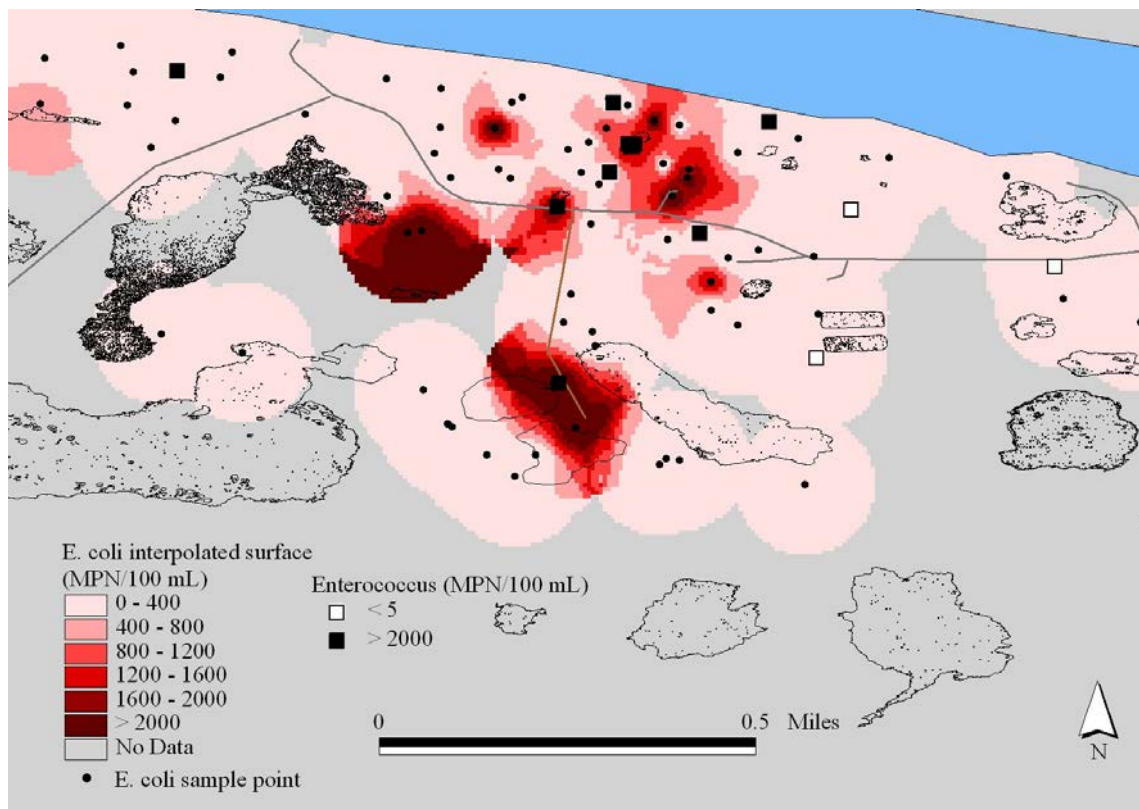 E. coli interpolated surface
(MPN/100 mL)
0 - 400
400 - 800
800 - 1200
1200 - 1600
1600 - 2000
> 2000
No Data
E. coli sample point
Enterococcus (MPN/100 mL)
< 5
> 2000
0 0.5 Miles
N